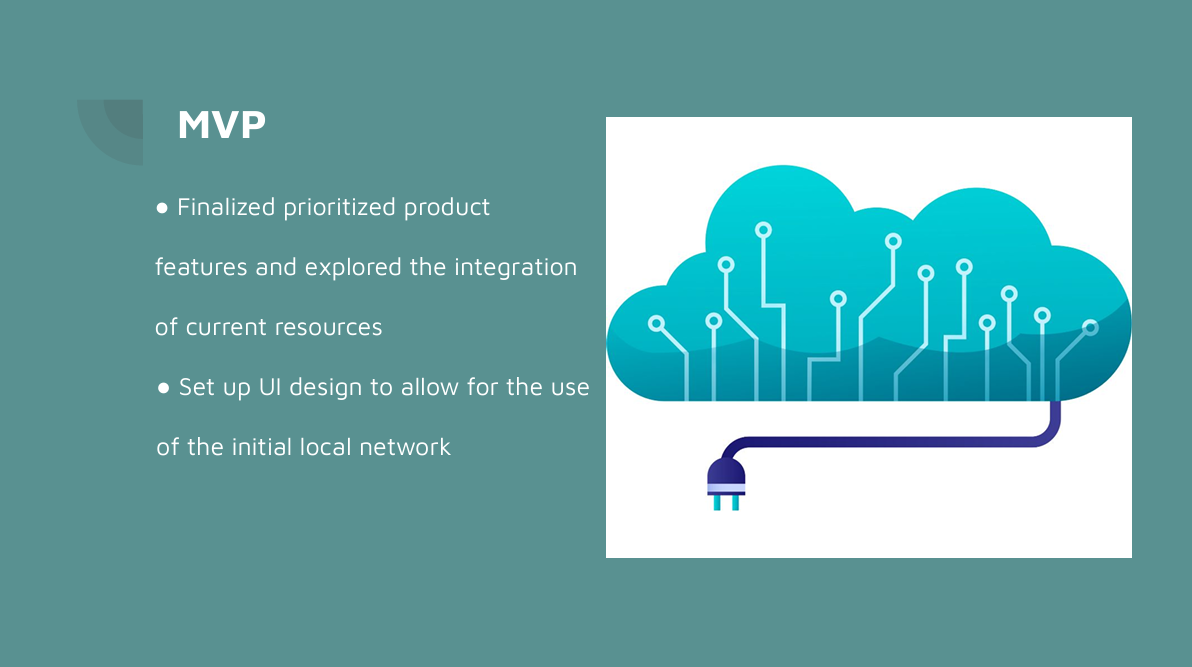 MVP
● Finalized prioritized product
features and explored the integration
of current resources
● Set up UI design to allow for the use
of the initial local network